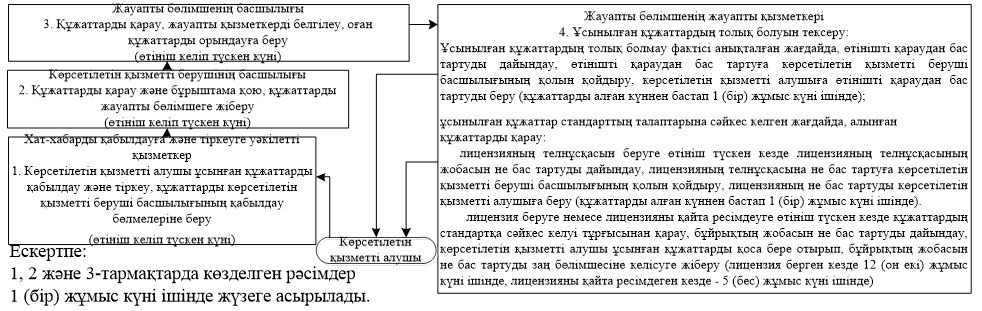 Жауапты бөлімшенің басшылығы
3. Құжаттарды қарау, жауапты қызметкерді белгілеу, оған
құжаттарды орындауға беру
(өтініш келіп түскен күні)
Көрсетілетін қызметті берушінің басшылығы
2. Құжаттарды қарау және бұрыштама қою, құжаттарды
жауапты бөлімшеге жіберу
(өтініш келіп түскен күні)
Хат-хабарды қабылдауға және тіркеуге уәкілетті
қызметкер
1. Көрсетілетін қызметті алушы ұсынған құжаттарды
қабылдау және тіркеу, құжаттарды көрсетілетін
қызметті беруші басшылығының қабылдау
бөлмелеріне беру
(өтініш келіп түскен күні)
Ескертпе:
1, 2 және 3-тармақтарда көзделген рәсімдер
1 (бір) жұмыс күні ішінде жүзеге асырылады.
Көрсетілетін
қызметті алушы
Жауапты бөлімшенің жауапты қызметкері
4. Ұсынылған құжаттардың толық болуын тексеру:
Ұсынылған құжаттардың толық болмау фактісі анықталған жағдайда, өтінішті қараудан бас
тартуды дайындау, өтінішті қараудан бас тартуға көрсетілетін қызметті беруші
басшылығының қолын қойдыру, көрсетілетін қызметті алушыға өтінішті қараудан бас
тартуды беру (құжаттарды алған күннен бастап 1 (бір) жұмыс күні ішінде);
ұсынылған құжаттар стандарттың талаптарына сәйкес келген жағдайда, алынған
құжаттарды қарау:
лицензияның телнұсқасын беруге өтініш түскен кезде лицензияның телнұсқасының
жобасын не бас тартуды дайындау, лицензияның телнұсқасына не бас тартуға көрсетілетін
қызметті беруші басшылығының қолын қойдыру, лицензияның не бас тартуды көрсетілетін
қызметті алушыға беру (құжаттарды алған күннен бастап 1 (бір) жұмыс күні ішінде).
лицензия беруге немесе лицензияны қайта ресімдеуге өтініш түскен кезде құжаттардың
стандартқа сәйкес келуі тұрғысынан қарау, бұйрықтың жобасын не бас тартуды дайындау,
көрсетілетін қызметті алушы ұсынған құжаттарды қоса бере отырып, бұйрықтың жобасын
не бас тартуды заң бөлімшесіне келісуге жіберу (лицензия берген кезде 12 (он екі) жұмыс
күні ішінде, лицензияны қайта ресімдеген кезде - 5 (бес) жұмыс күні ішінде)